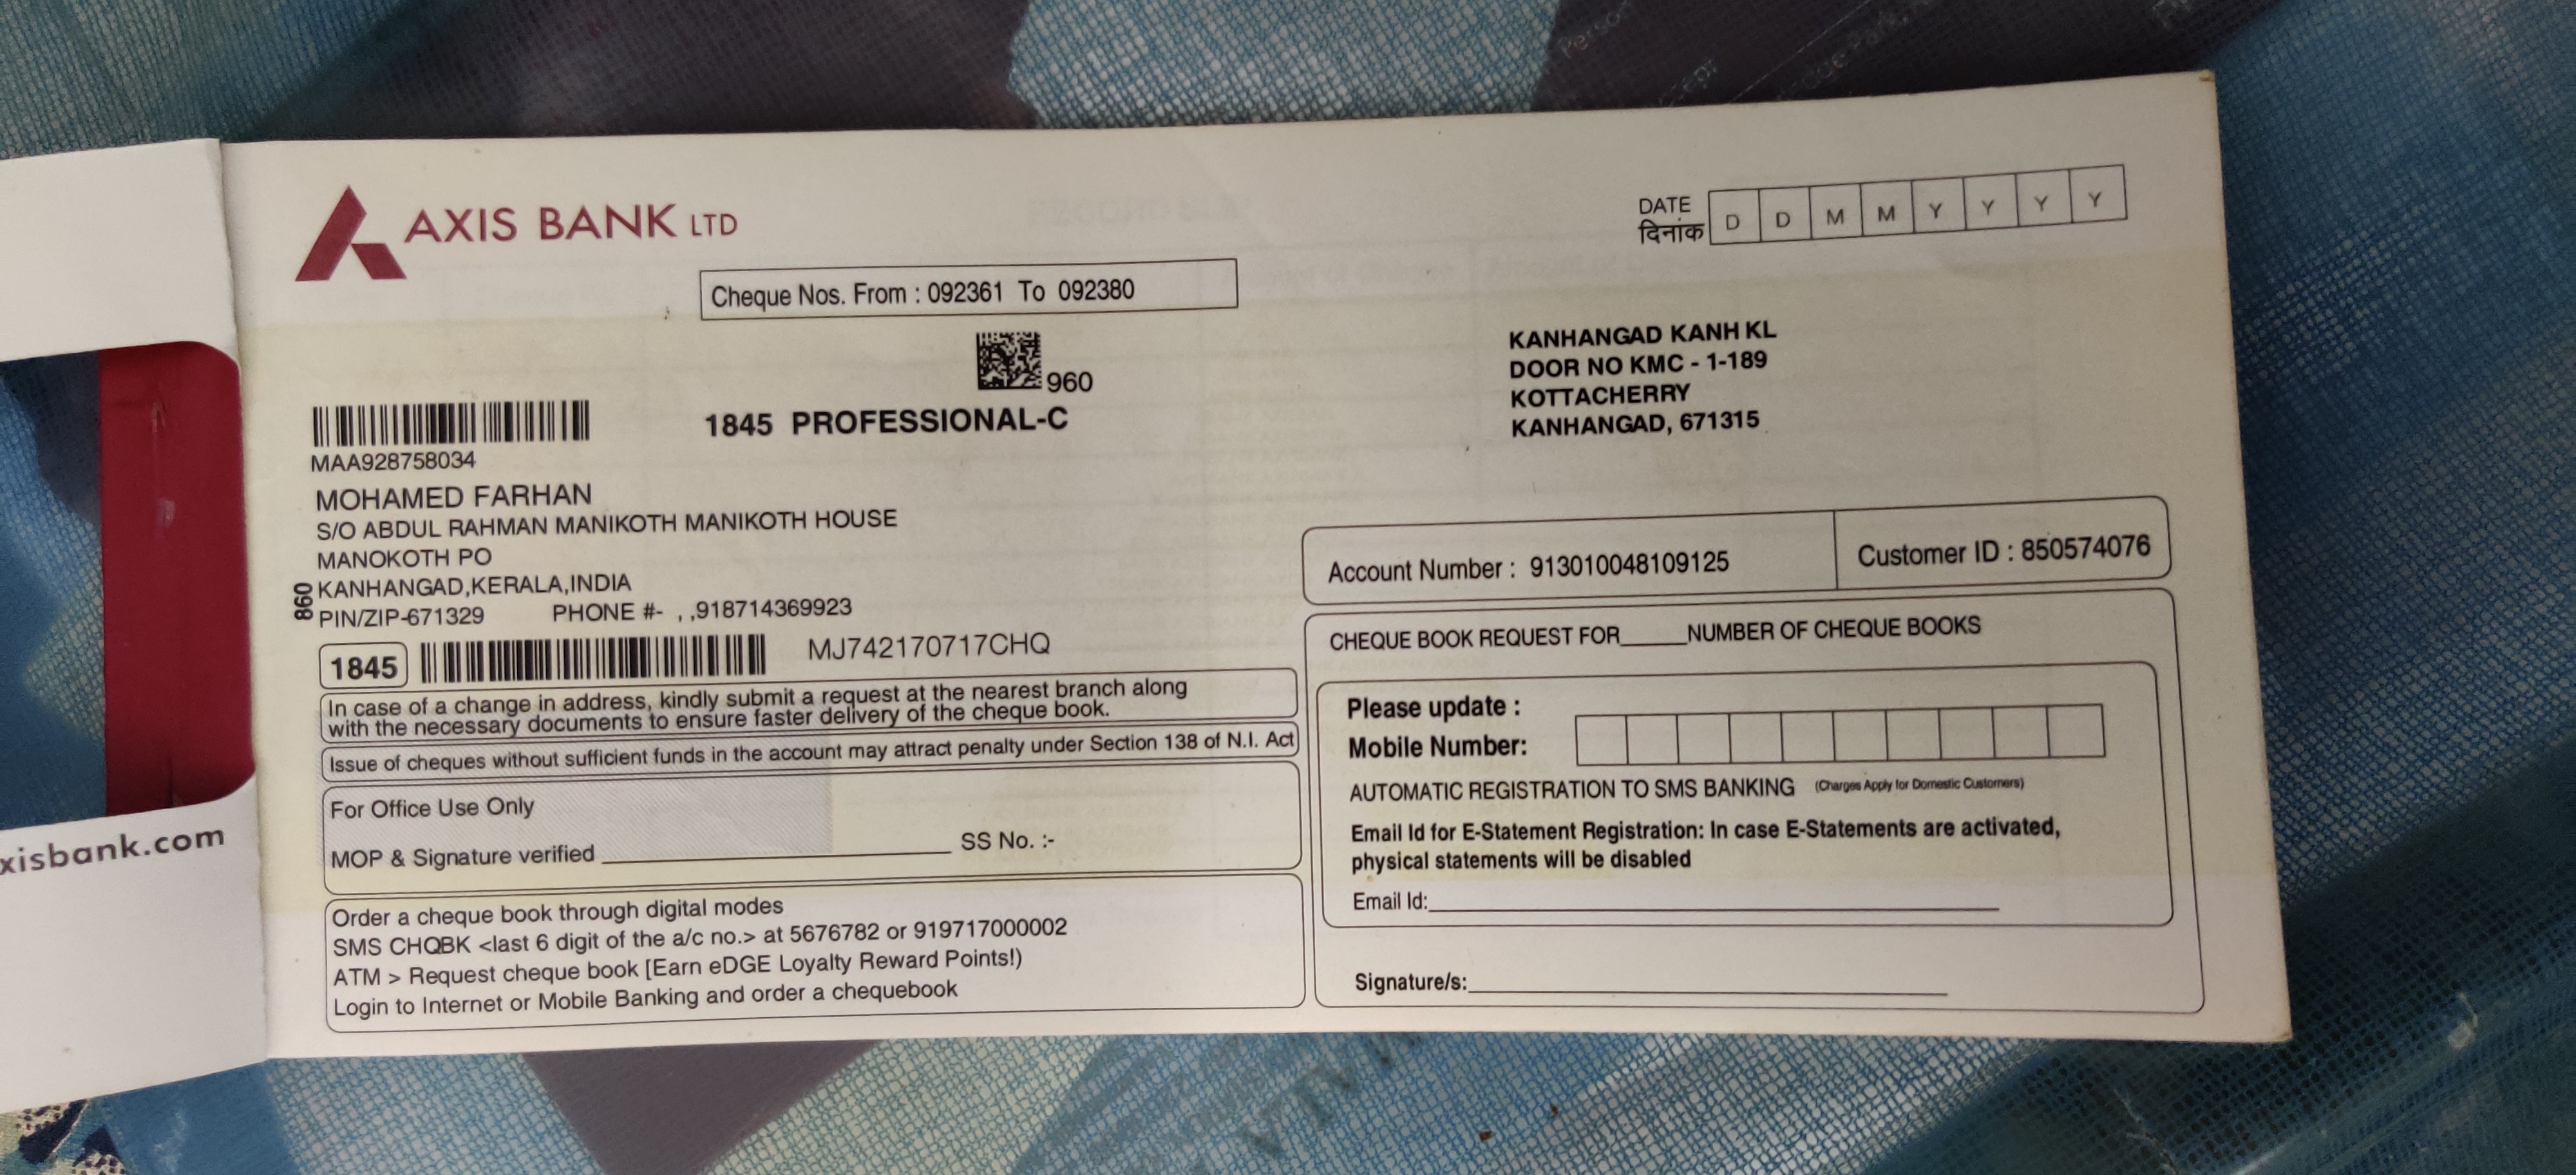 AXIS BANK LTD
DATE
दिनांक
D D M M Y Y Y Y
Cheque Nos. From : 092361 To 092380
960
1845 PROFESSIONAL-C
KANHANGAD KANH KL
DOOR NO KMC - 1-189
KOTTACHERRY
KANHANGAD, 671315
MAA928758034
MOHAMED FARHAN
S/O ABDUL RAHMAN MANIKOTH MANIKOTH HOUSE
MANOKOTH PO
KANHANGAD,KERALA,INDIA
PIN/ZIP-671329 PHONE #- , ,918714369923
860
1845
MJ742170717CHQ
In case of a change in address, kindly submit a request at the nearest branch along
with the necessary documents to ensure faster delivery of the cheque book.
Issue of cheques without sufficient funds in the account may attract penalty under Section 138 of N.I. Act
For Office Use Only
MOP & Signature verified SS No. :-
Order a cheque book through digital modes
SMS CHQBK <last 6 digit of the a/c no.> at 5676782 or 919717000002
ATM > Request cheque book [Earn eDGE Loyalty Reward Points!)
Login to Internet or Mobile Banking and order a chequebook
Account Number : 913010048109125
Customer ID : 850574076
CHEQUE BOOK REQUEST FOR_____NUMBER OF CHEQUE BOOKS
Please update :
Mobile Number:
AUTOMATIC REGISTRATION TO SMS BANKING (Charges Apply for Domestic Customers)
Email Id for E-Statement Registration: In case E-Statements are activated,
physical statements will be disabled
Email Id:
Signature/s:
xisbank.com